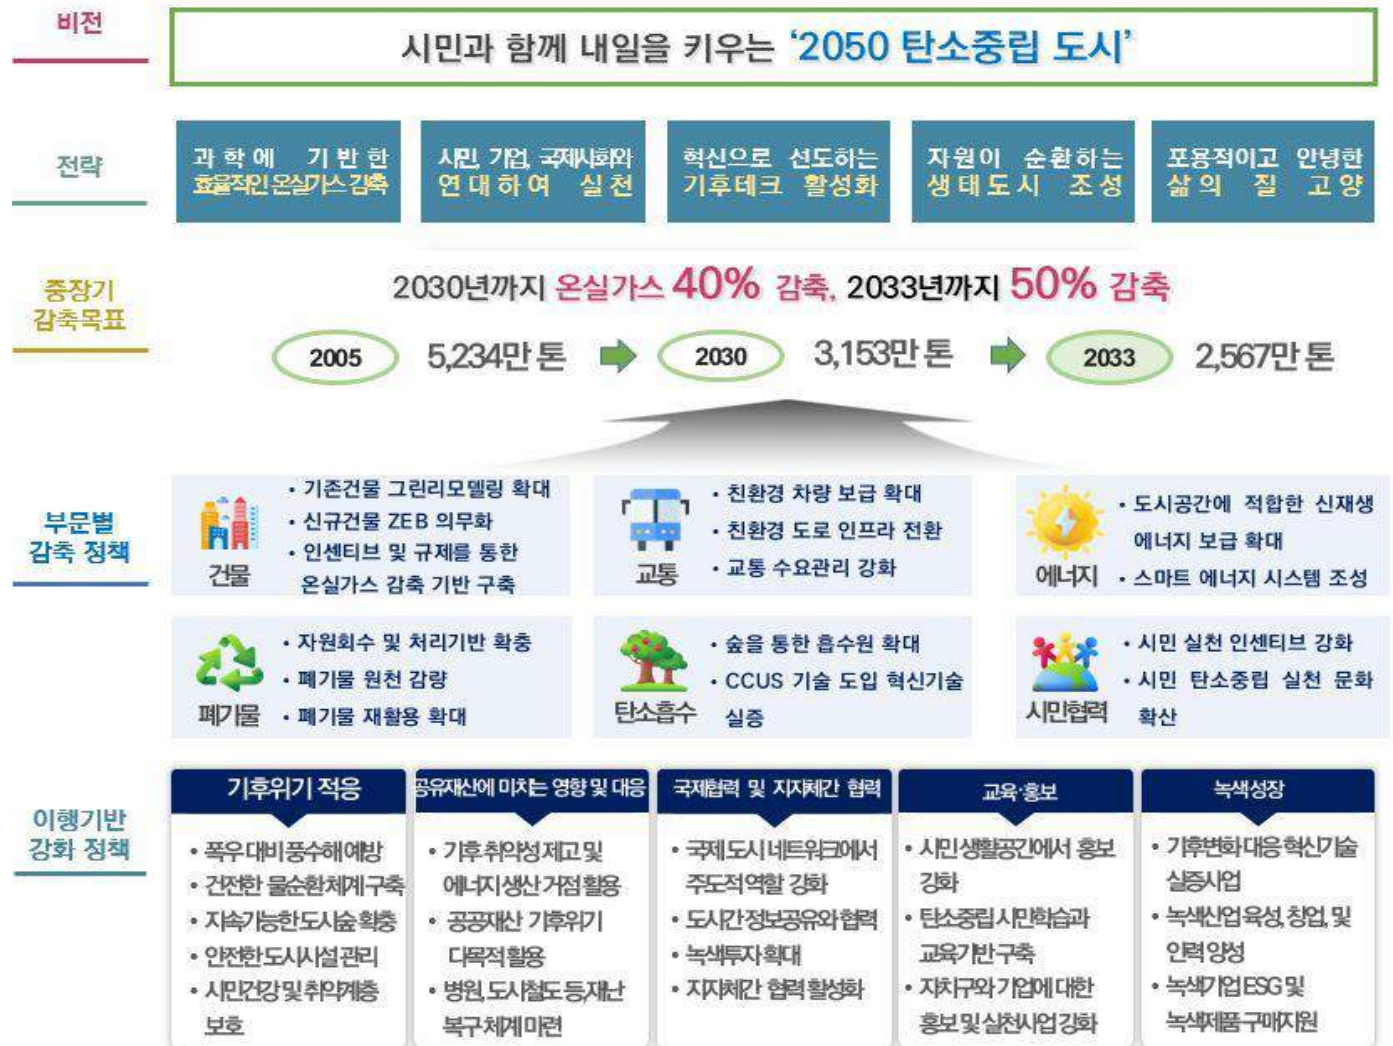 비전
시민과 함께 내일을 키우는 '2050 탄소중립 도시'
전략
과학에 기반한
효율적인 온실가스 감축
시민, 기업, 국제사회와
연대하여 실천
혁신으로 선도하는
기후테크 활성화
자원이 순환하는
생태도시 조성
포용적이고 안녕한
삶의 질 고양
중장기
감축목표
2030년까지 온실가스 40% 감축, 2033년까지 50% 감축
2005 5,234만 톤 2030 3,153만 톤 2033 2,567만 톤
부문별
감축 정책
건물
• 기존건물 그린리모델링 확대
• 신규건물 ZEB 의무화
• 인센티브 및 규제를 통한
온실가스 감축 기반 구축
교통
• 친환경 차량 보급 확대
• 친환경 도로 인프라 전환
• 교통 수요관리 강화
에너지
• 도시공간에 적합한 신재생
에너지 보급 확대
• 스마트 에너지 시스템 조성
폐기물
• 자원회수 및 처리기반 확충
• 폐기물 원천 감량
• 폐기물 재활용 확대
탄소흡수
• 숲을 통한 흡수원 확대
• CCUS 기술 도입 혁신기술
실증
시민협력
• 시민 실천 인센티브 강화
• 시민 탄소중립 실천 문화
확산
이행기반
강화 정책
기후위기 적응
• 폭우 대비 풍수해 예방
• 건전한 물순환 체계 구축
• 지속가능한 도시숲 확충
• 안전한 도시시설 관리
• 시민건강 및 취약계층
보호
공유재산에 미치는 영향 및 대응
• 기후 취약성 제고 및
에너지 생산 거점 활용
• 공공재산 기후위기
다목적 활용
• 병원, 도시철도 등, 재난
복구 체계 마련
국제협력 및 지자체간 협력
• 국제 도시 네트워크에서
주도적 역할 강화
• 도시간 정보공유와 협력
• 녹색투자 확대
• 지자체간 협력 활성화
교육·홍보
• 시민 생활공간에서 홍보
강화
• 탄소중립 시민학습과
교육기반 구축
• 자치구와 기업에 대한
홍보 및 실천사업 강화
녹색성장
• 기후변화 대응 혁신기술
실증사업
• 녹색산업 육성, 창업, 및
인력 양성
• 녹색기업 ESG 및
녹색제품 구매지원